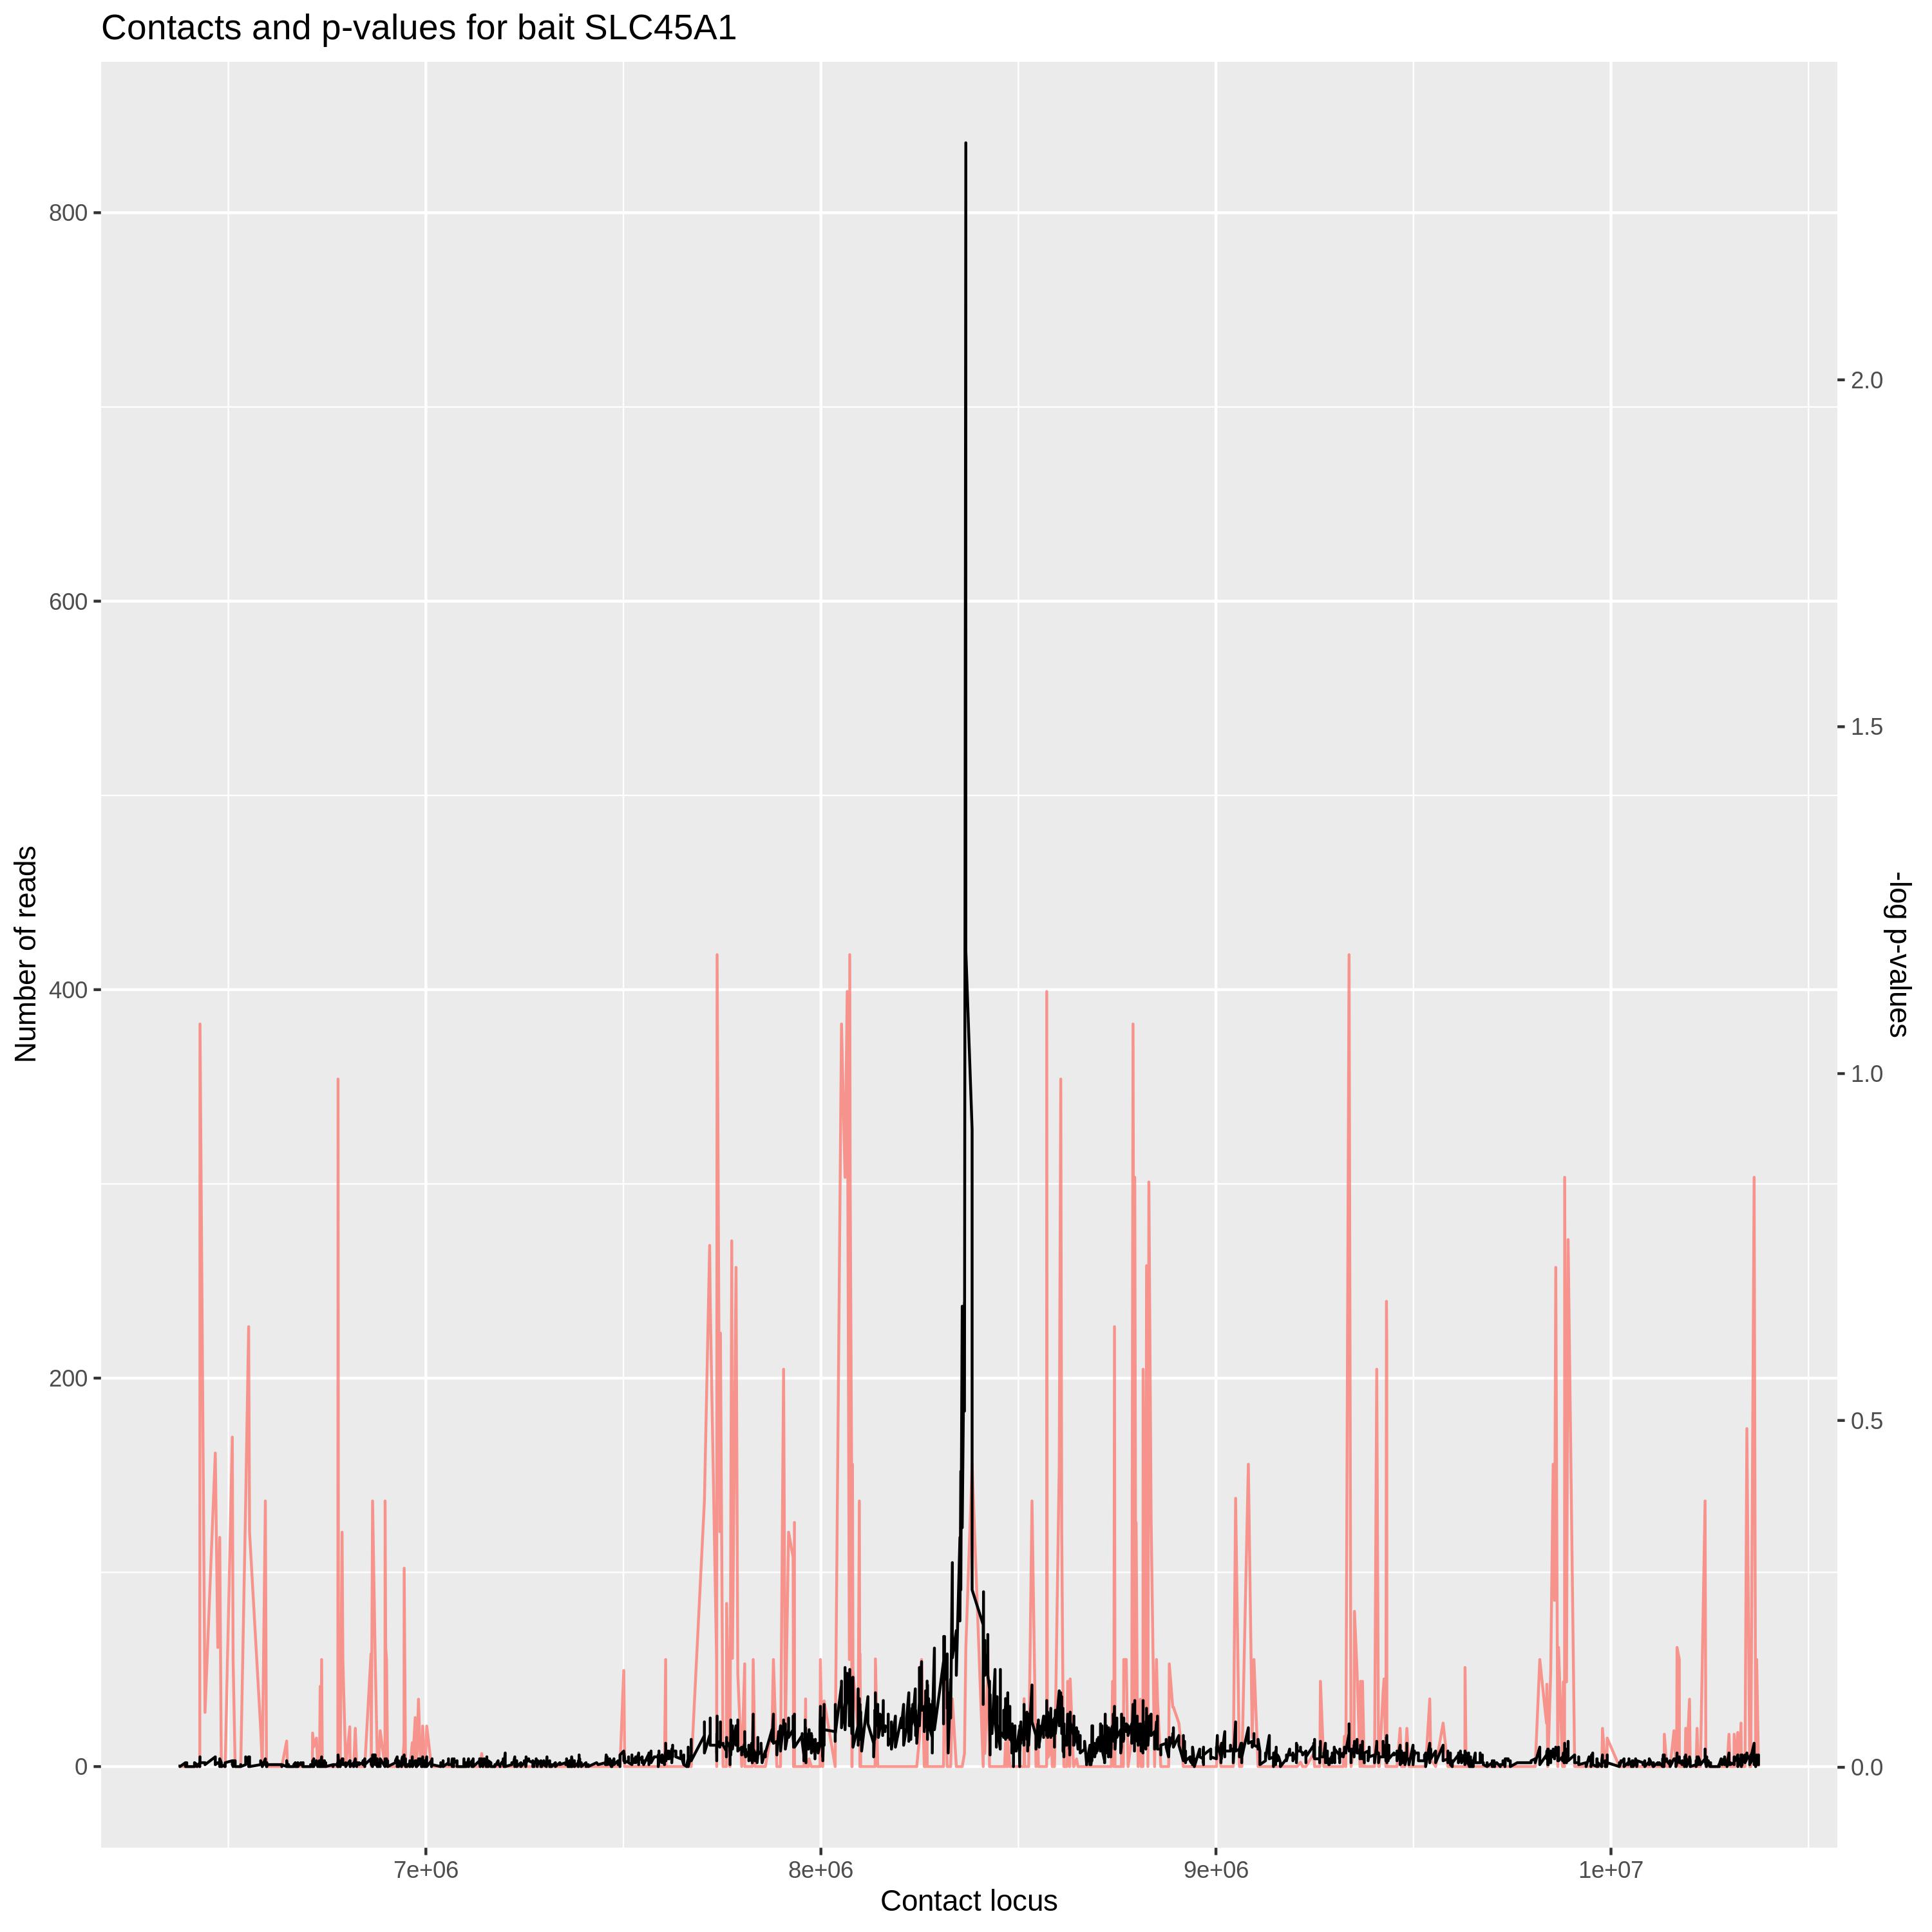 Contacts and p-values for bait SLC45A1
800
600
400
200
0
Number of reads
2.0
1.5
1.0
0.5
0.0
-log p-values
7e+06
8e+06
9e+06
1e+07
Contact locus